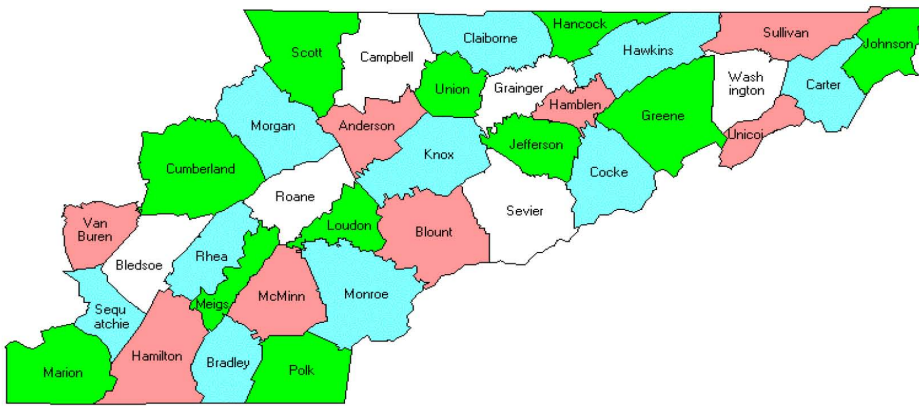 Hancock
Sullivan
Claiborne
Scott
Campbell
Hawkins
Johnson
Wash
ington
Union
Grainger
Carter
Hamblen
Greene
Morgan
Anderson
Unicoi
Jefferson
Knox
Cumberland
Cocke
Roane
Sevier
Van
Buren
Loudon
Blount
Rhea
Bledsoe
McMinn
Monroe
Meigs
Sequ
atchie
Hamilton
Bradley
Marion
Polk